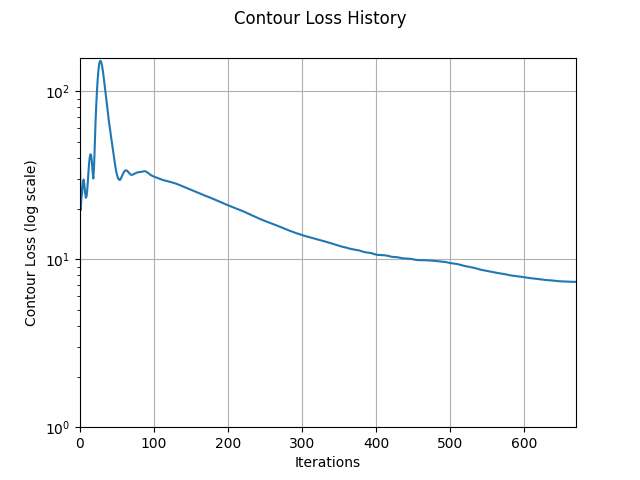 Contour Loss History
Contour Loss (log scale)
10²
10¹
10⁰
0 100 200 300 400 500 600
Iterations